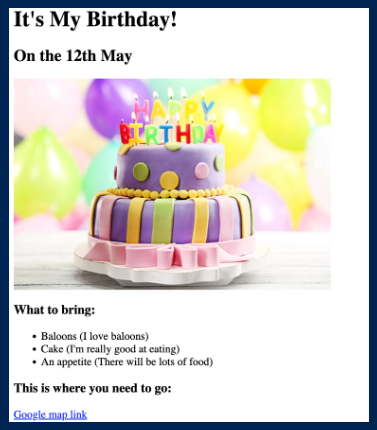 It's My Birthday!
On the 12th May
HAPPY
BIRTHDAY
What to bring:
Baloons (I love baloons)
Cake (I'm really good at eating)
An appetite (There will be lots of food)
This is where you need to go:
Google map link